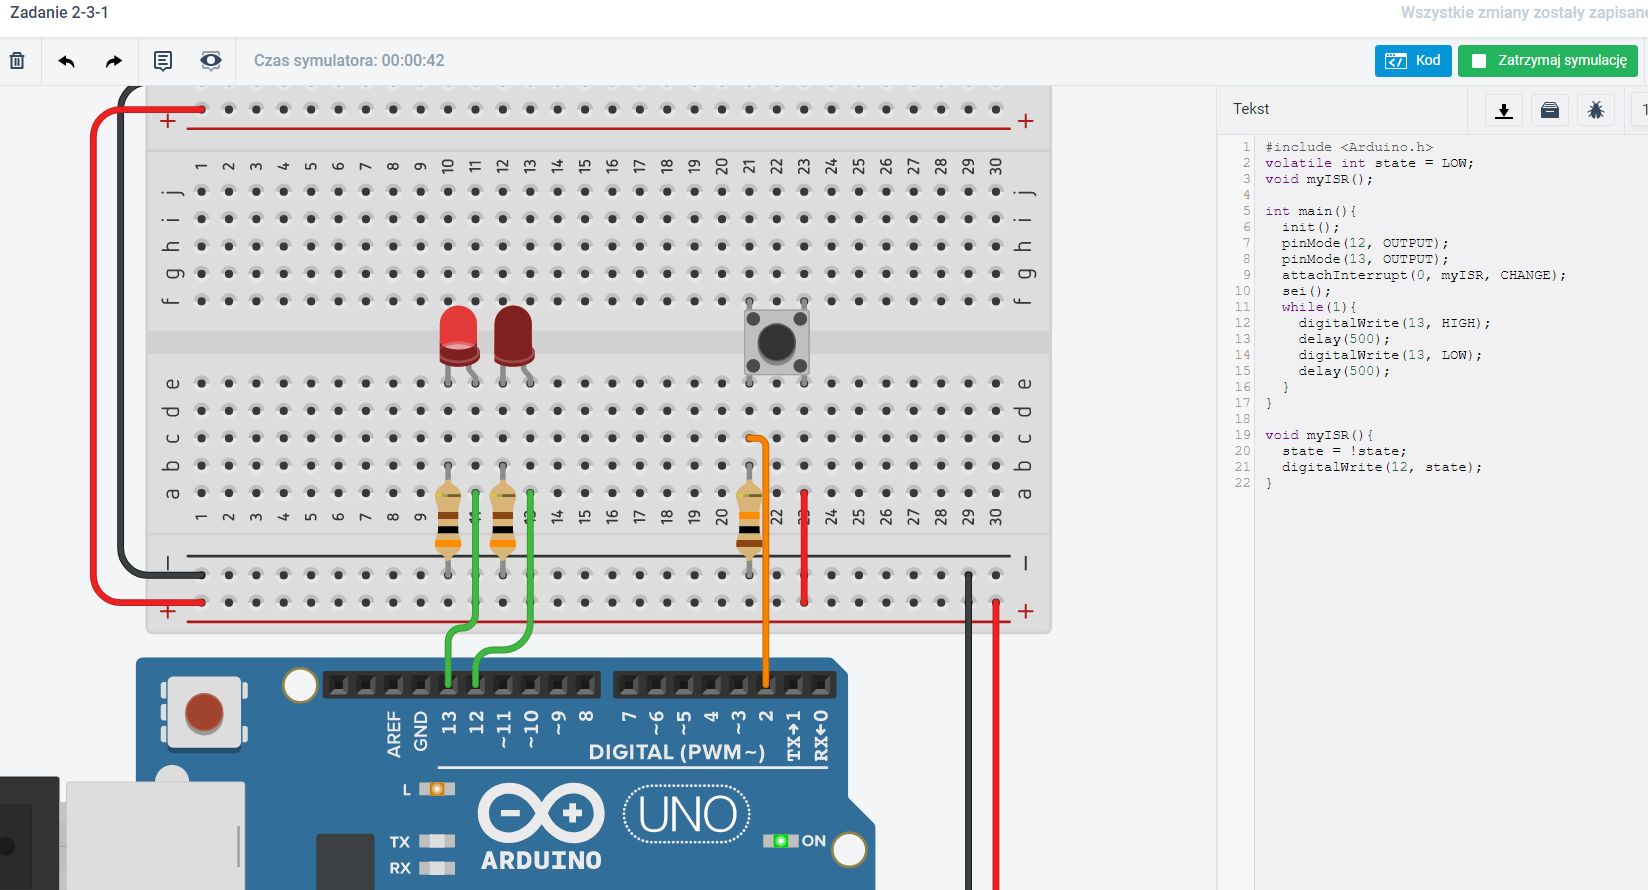 Zadanie 2-3-1
Wszystkie zmiany zostały zapisane
Czas symulatora: 00:00:42
Kod
Zatrzymaj symulację
Tekst
1
+ +
1 2 3 4 5 6 7 8 9 10 11 12 13 14 15 16 17 18 19 20 21 22 23 24 25 26 27 28 29 30
j j
i i
h h
g g
f f
e e
d d
c c
b b
a a
1 2 3 4 5 6 7 8 9 14 15 16 17 18 19 20 22 24 25 26 27 28 29 30
+ +
AREF GND 13 12 ~11 ~10 ~9 8 7 ~6 ~5 4 ~3 2 TX→1 RX←0
DIGITAL (PWM~)
L
TX
RX
UNO
ON
ARDUINO
1 #include <Arduino.h>
2 volatile int state = LOW;
3 void myISR();
4
5 int main(){
6 init();
7 pinMode(12, OUTPUT);
8 pinMode(13, OUTPUT);
9 attachInterrupt(0, myISR, CHANGE);
10 sei();
11 while(1){
12 digitalWrite(13, HIGH);
13 delay(500);
14 digitalWrite(13, LOW);
15 delay(500);
16 }
17 }
18
19 void myISR(){
20 state = !state;
21 digitalWrite(12, state);
22 }